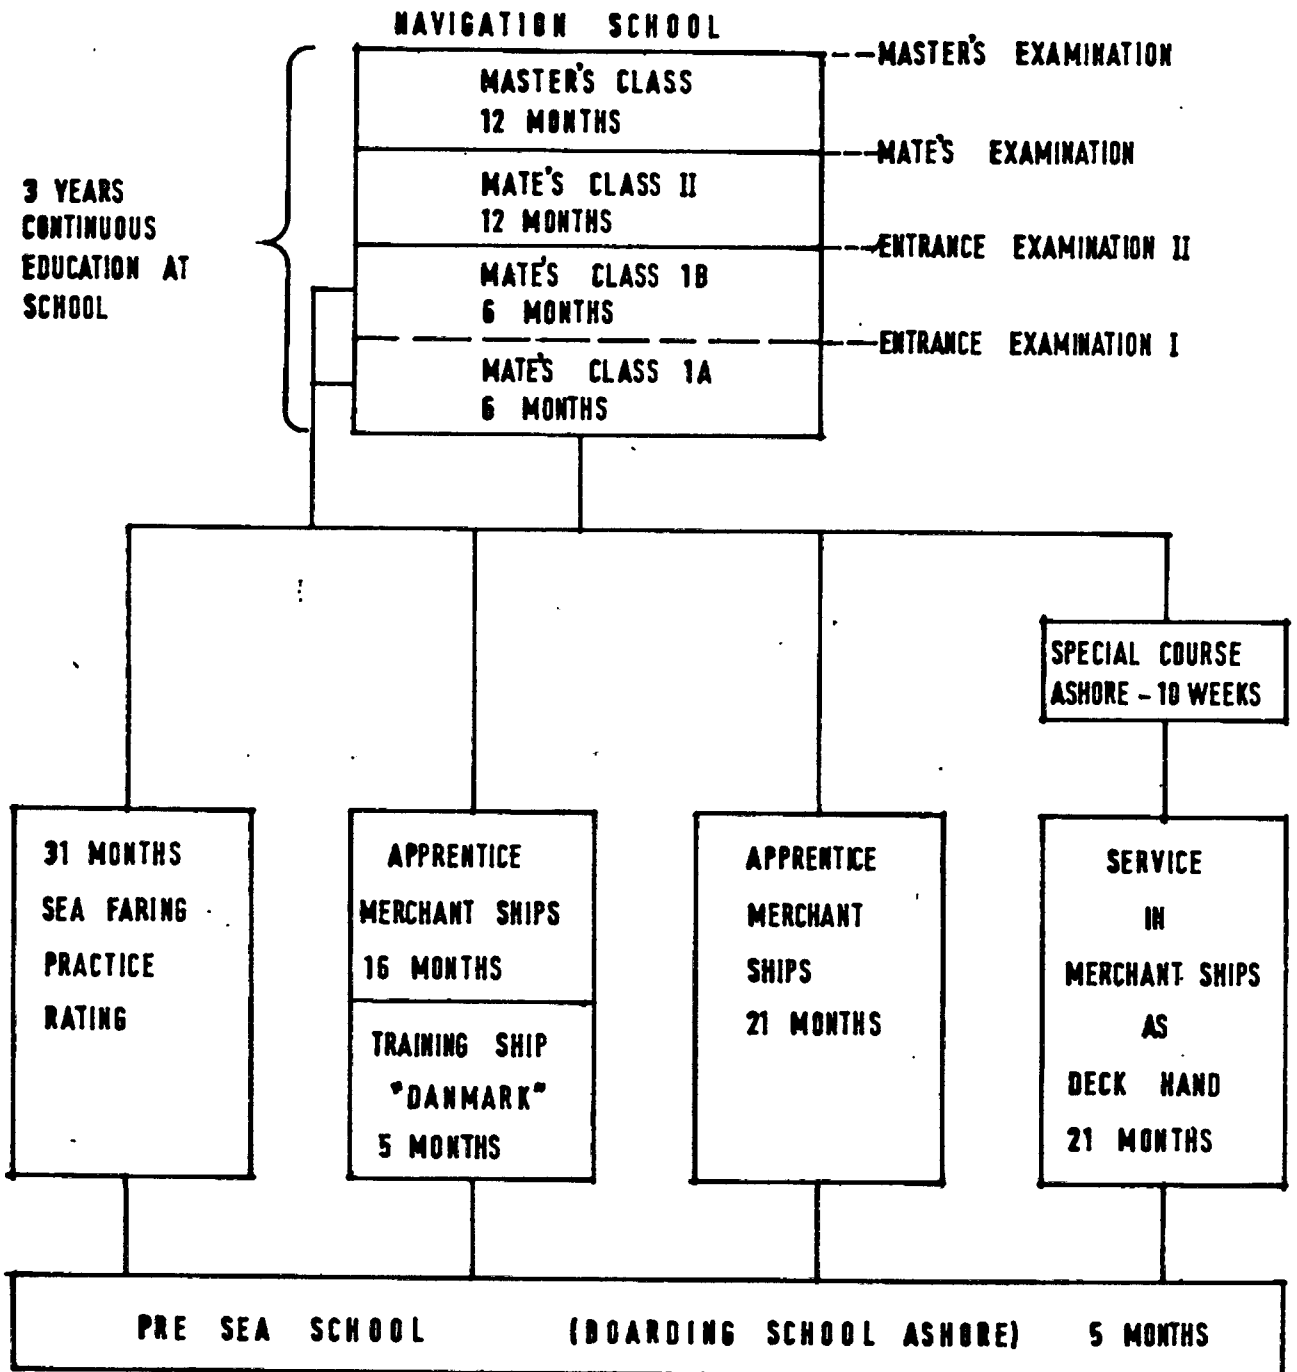 NAVIGATION SCHOOL
MASTER'S EXAMINATION
MASTER'S CLASS
12 MONTHS
MATE'S EXAMINATION
MATE'S CLASS II
12 MONTHS
ENTRANCE EXAMINATION II
MATE'S CLASS 1B
6 MONTHS
ENTRANCE EXAMINATION I
MATE'S CLASS 1A
6 MONTHS
3 YEARS
CONTINUOUS
EDUCATION AT
SCHOOL
SPECIAL COURSE
ASHORE - 10 WEEKS
31 MONTHS
SEA FARING
PRACTICE
RATING
APPRENTICE
MERCHANT SHIPS
16 MONTHS
TRAINING SHIP
"DANMARK"
5 MONTHS
APPRENTICE
MERCHANT
SHIPS
21 MONTHS
SERVICE
IN
MERCHANT SHIPS
AS
DECK HAND
21 MONTHS
PRE SEA SCHOOL (BOARDING SCHOOL ASHORE) 5 MONTHS